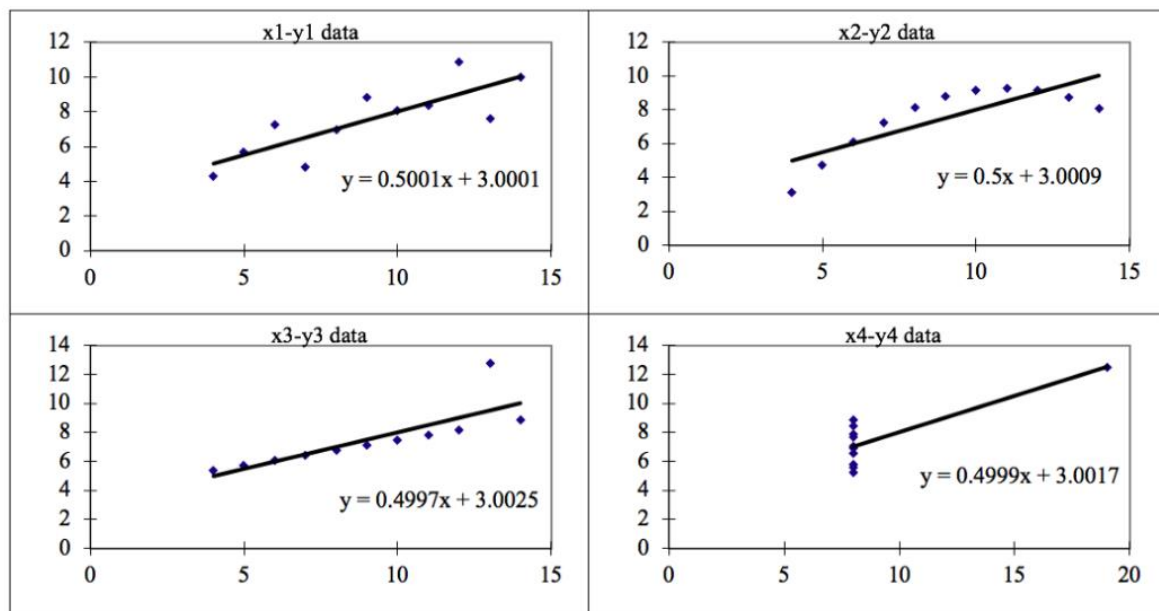 x1-y1 data
12
10
8
6
4
2
0
0 5 10 15
y = 0.5001x + 3.0001
x2-y2 data
12
10
8
6
4
2
0
0 5 10 15
y = 0.5x + 3.0009
x3-y3 data
14
12
10
8
6
4
2
0
0 5 10 15
y = 0.4997x + 3.0025
x4-y4 data
14
12
10
8
6
4
2
0
0 5 10 15 20
y = 0.4999x + 3.0017